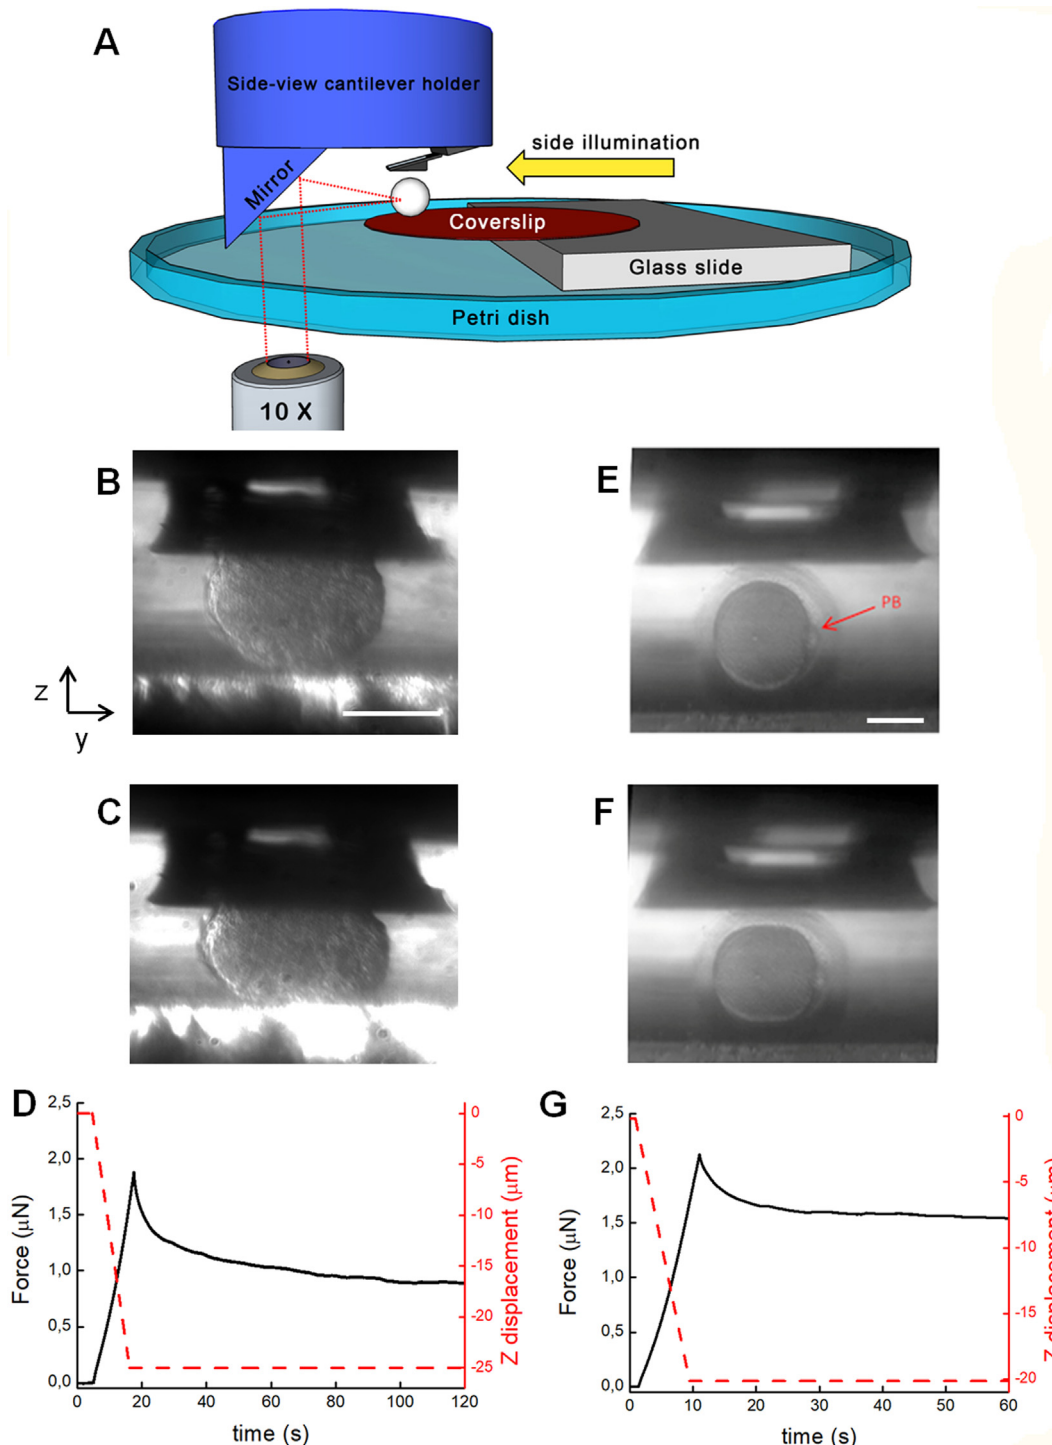 A
Side-view cantilever holder
side illumination
Mirror
Coverslip
Glass slide
Petri dish
10 X
B
E
PB
z
y
C
F
D
G
2,5
2,0
1,5
1,0
0,5
0,0
Force (μN)
0
20
40
60
80
100
120
time (s)
0
-5
-10
-15
-20
-25
Z displacement (μm)
2,5
2,0
1,5
1,0
0,5
0,0
Force (μN)
0
10
20
30
40
50
60
time (s)
0
-5
-10
-15
-20
Z displacement (μm)